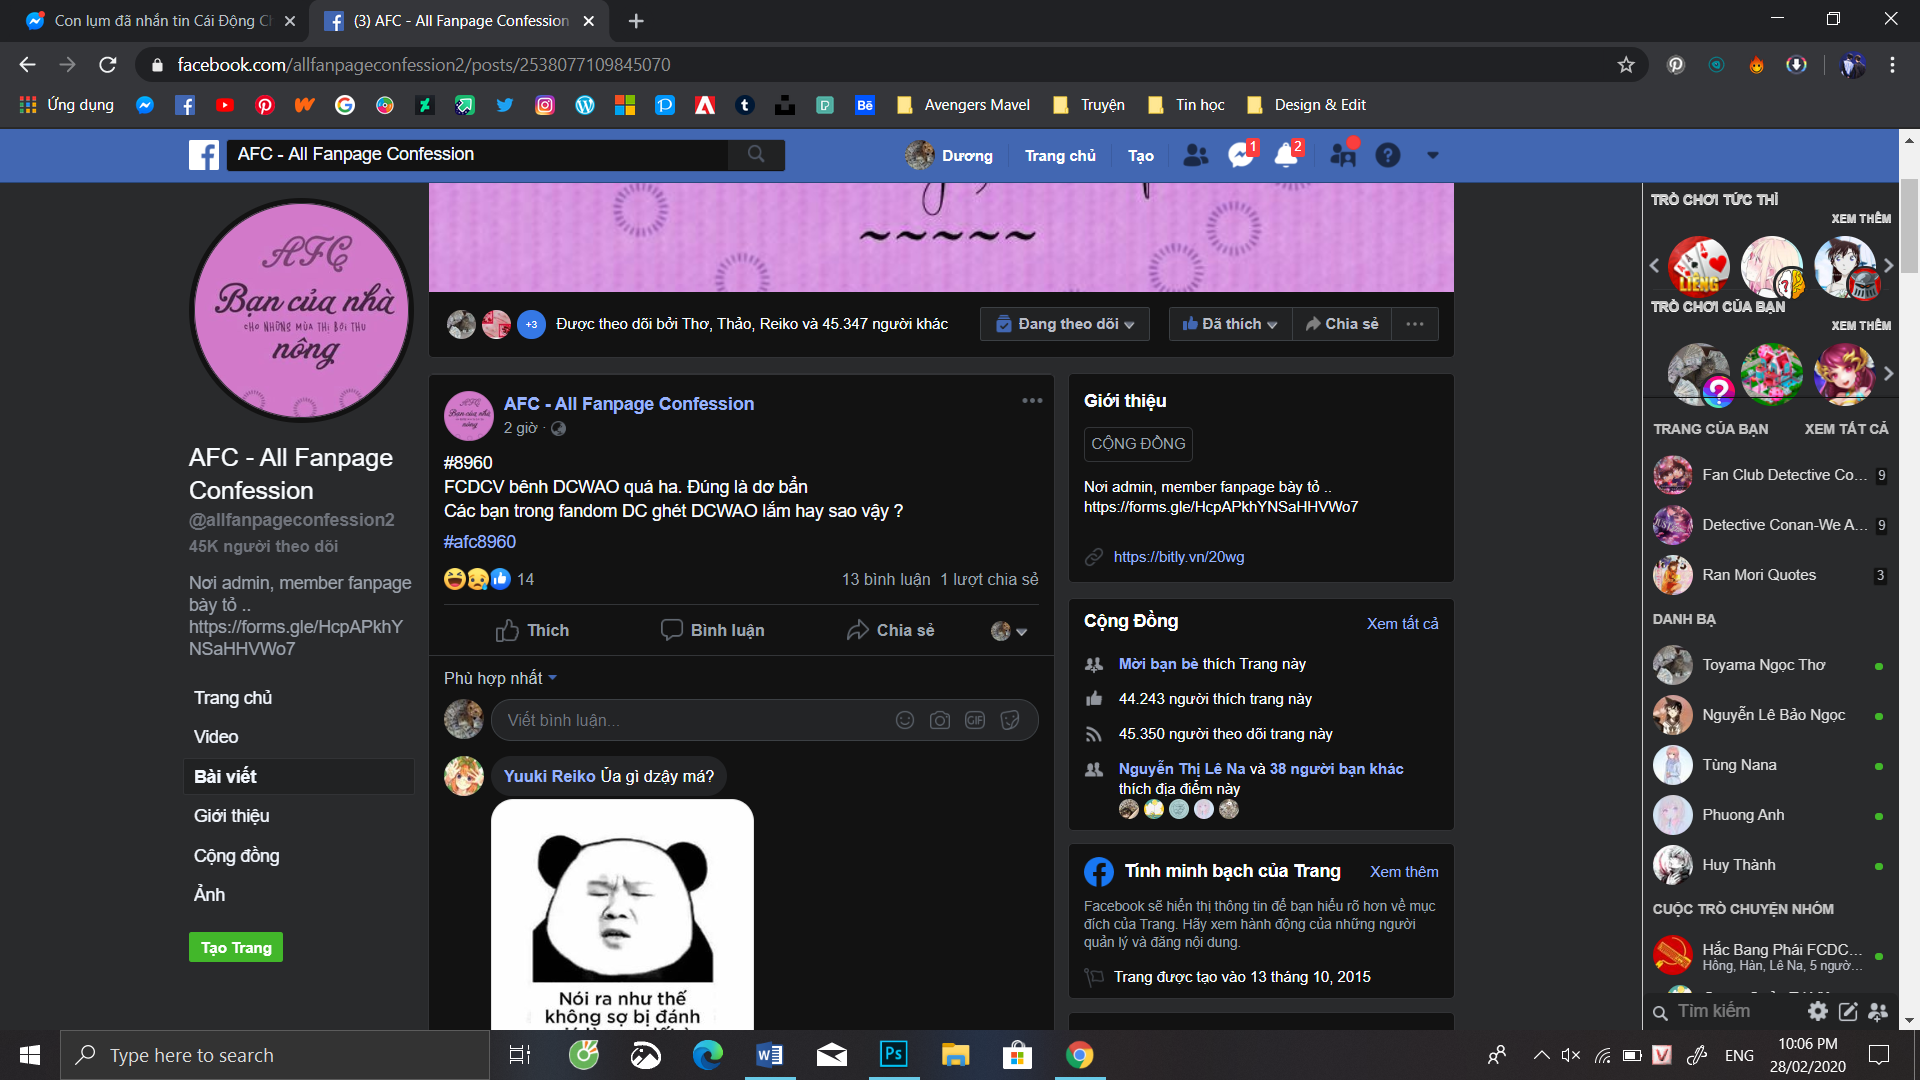 Con lụm đã nhắn tin Cái Động Ch
(3) AFC - All Fanpage Confession
facebook.com/allfanpageconfession2/posts/2538077109845070
Ứng dụng
Avengers Mavel
Truyện
Tin học
Design & Edit
AFC - All Fanpage Confession
Dương
Trang chủ
Tạo
1
2
AFC
Bạn của nhà
CHO NHỮNG MÙA THI BỘI THU
nông
AFC - All Fanpage
Confession
@allfanpageconfession2
45K người theo dõi
Nơi admin, member fanpage
bày tỏ ..
https://forms.gle/HcpAPkhY
NSaHHVWo7
Trang chủ
Video
Bài viết
Giới thiệu
Cộng đồng
Ảnh
Tạo Trang
~~~~~
+3
Được theo dõi bởi Thơ, Thảo, Reiko và 45.347 người khác
Đang theo dõi
Đã thích
Chia sẻ
AFC - All Fanpage Confession
2 giờ ·
#8960
FCDCV bênh DCWAO quá ha. Đúng là dơ bẩn
Các bạn trong fandom DC ghét DCWAO lắm hay sao vậy ?
#afc8960
14
13 bình luận 1 lượt chia sẻ
Thích
Bình luận
Chia sẻ
Phù hợp nhất
Viết bình luận...
GIF
Yuuki Reiko Ủa gì dzậy má?
Nói ra như thế
không sợ bị đánh
Giới thiệu
CỘNG ĐỒNG
Nơi admin, member fanpage bày tỏ ..
https://forms.gle/HcpAPkhYNSaHHVWo7
https://bitly.vn/20wg
Cộng Đồng
Xem tất cả
Mời bạn bè thích Trang này
44.243 người thích trang này
45.350 người theo dõi trang này
Nguyễn Thị Lê Na và 38 người bạn khác
thích địa điểm này
Tính minh bạch của Trang
Xem thêm
Facebook sẽ hiển thị thông tin để bạn hiểu rõ hơn về mục
đích của Trang. Hãy xem hành động của những người
quản lý và đăng nội dung.
Trang được tạo vào 13 tháng 10, 2015
TRÒ CHƠI TỨC THÌ
XEM THÊM
LIÊNG
TRÒ CHƠI CỦA BẠN
XEM THÊM
TRANG CỦA BẠN
XEM TẤT CẢ
Fan Club Detective Co... 9
Detective Conan-We A... 9
Ran Mori Quotes 3
DANH BẠ
Toyama Ngọc Thơ
Nguyễn Lê Bảo Ngọc
Tùng Nana
Phuong Anh
Huy Thành
CUỘC TRÒ CHUYỆN NHÓM
Hắc Bang Phái FCDC...
Hồng, Hàn, Lê Na, 5 ngườ...
Tìm kiếm
Type here to search
Ps
ENG
10:06 PM
28/02/2020